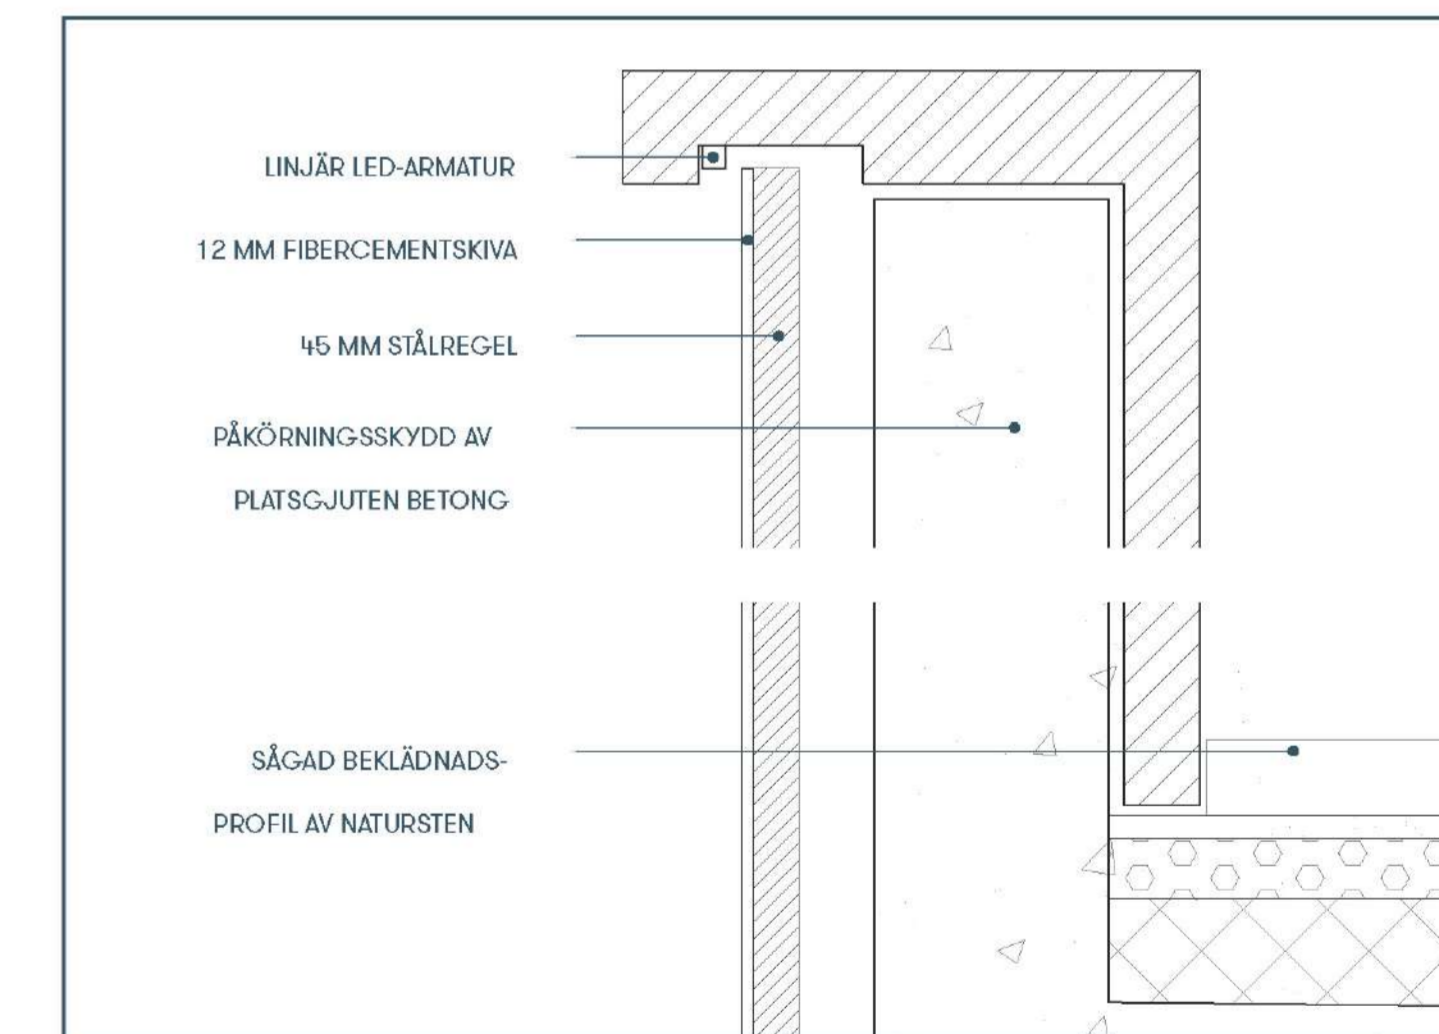 LINJÄR LED-ARMATUR
12 MM FIBERCEMENTSKIVA
45 MM STÅLREGEL
PÅKÖRNINGSSKYDD AV
PLATSGJUTEN BETONG
SÅGAD BEKLÄDNADS-
PROFIL AV NATURSTEN